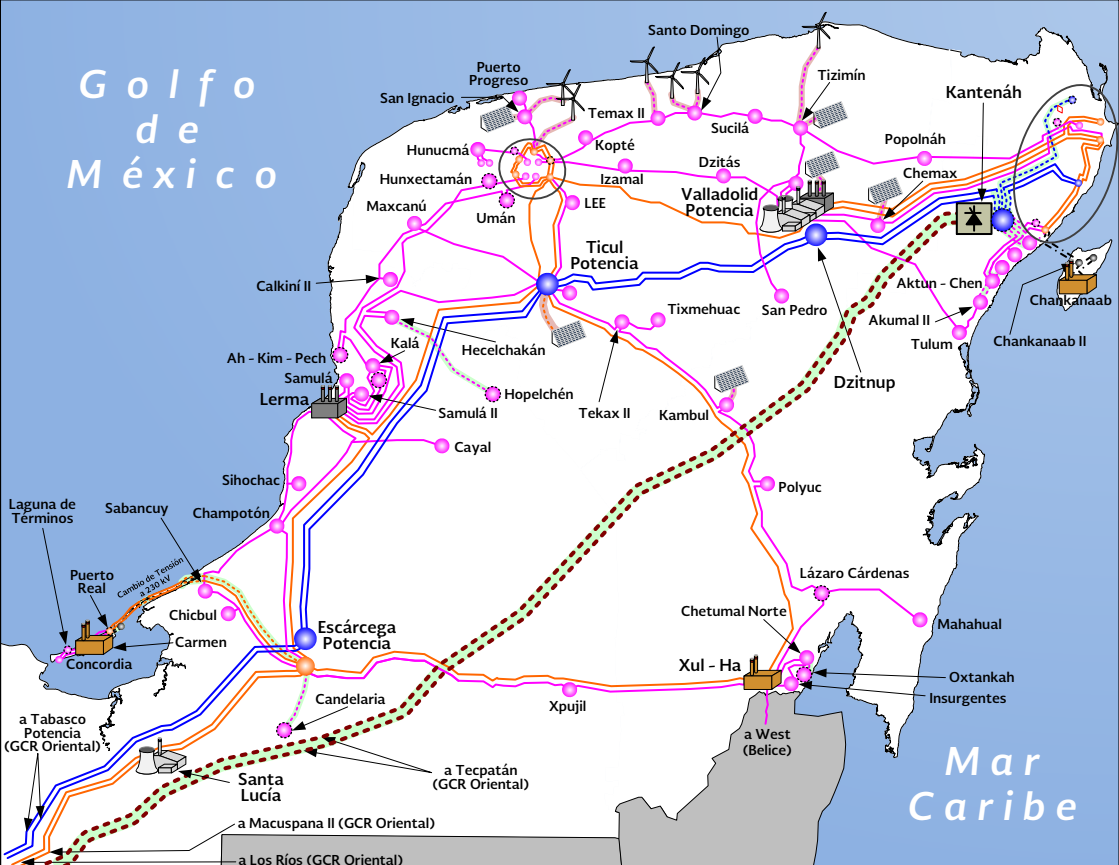 Golfo
de
México
Santo Domingo
Puerto
Progreso
San Ignacio
Temax II
Tizimín
Kantenáh
Sucilá
Kopté
Popolnáh
Hunucmá
Izamal
Dzitás
Chemax
Hunxectamán
Valladolid
Potencia
Umán
LEE
Maxcanú
Ticul
Potencia
Calkiní II
Aktun - Chen
Chankanaab
San Pedro
Tixmehuac
Akumal II
Chankanaab II
Tulum
Kalá
Hecelchakán
Ah - Kim - Pech
Samulá
Hopelchén
Dzitnup
Lerma
Samulá II
Tekax II
Kambul
Cayal
Sihochac
Polyuc
Laguna de
Términos
Sabancuy
Champotón
Cambio de Tensión
a 230 kV
Puerto
Real
Lázaro Cárdenas
Chicbul
Chetumal Norte
Escárcega
Potencia
Mahahual
Carmen
Concordia
Xul - Ha
Oxtankah
Insurgentes
Candelaria
Xpujil
a Tabasco
Potencia
(GCR Oriental)
a West
(Belice)
a Tecpatán
(GCR Oriental)
Santa
Lucía
Mar
Caribe
a Macuspana II (GCR Oriental)
a Los Ríos (GCR Oriental)